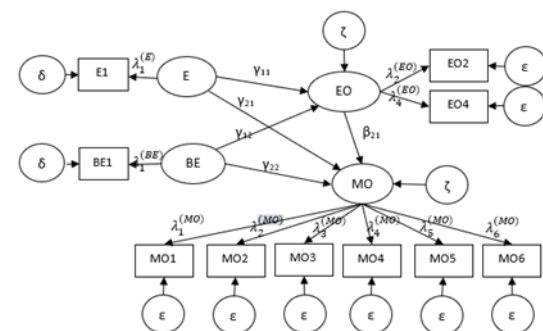 ζ
δ E1 λ₁⁽ᴱ⁾ E γ₁₁ EO λ₂⁽ᴱᴼ⁾ EO2 ε
γ₂₁ λ₄⁽ᴱᴼ⁾ EO4 ε
γ₁₂ β₂₁
δ BE1 λ₁⁽ᴮᴱ⁾ BE γ₂₂ MO ζ
λ₁⁽ᴹᴼ⁾ λ₂⁽ᴹᴼ⁾ λ₃⁽ᴹᴼ⁾ λ₄⁽ᴹᴼ⁾ λ₅⁽ᴹᴼ⁾ λ₆⁽ᴹᴼ⁾
MO1 MO2 MO3 MO4 MO5 MO6
ε ε ε ε ε ε